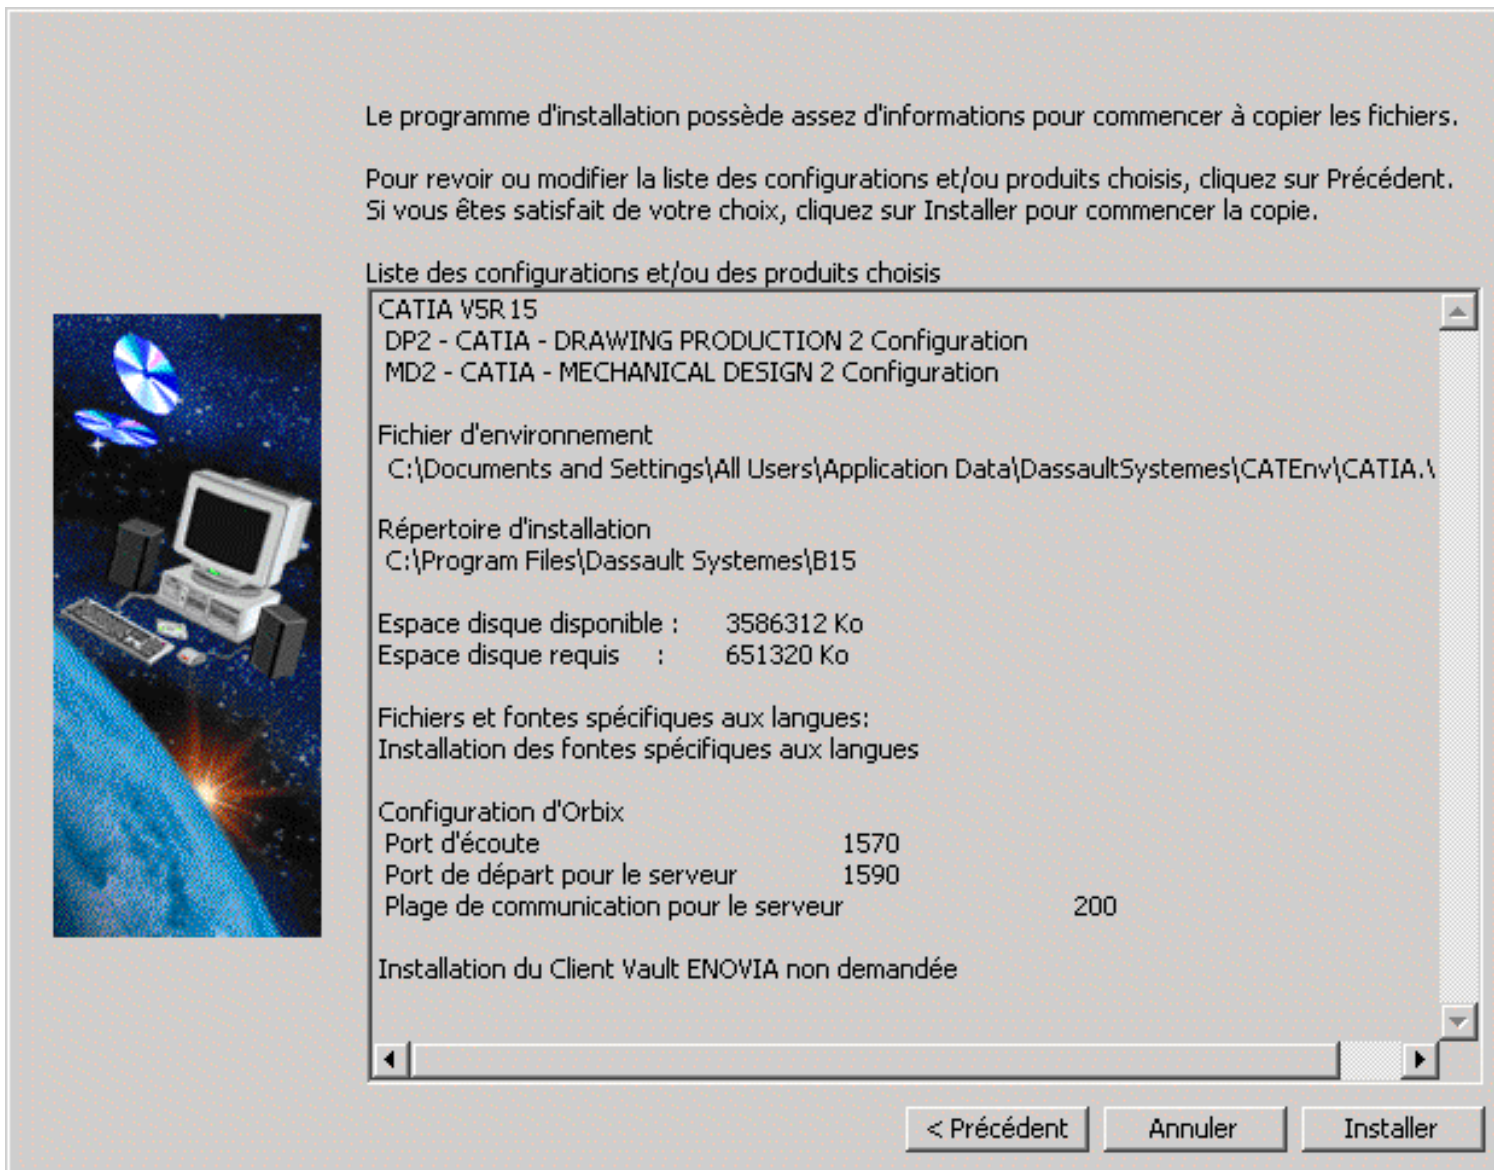 Le programme d'installation possède assez d'informations pour commencer à copier les fichiers.
Pour revoir ou modifier la liste des configurations et/ou produits choisis, cliquez sur Précédent.
Si vous êtes satisfait de votre choix, cliquez sur Installer pour commencer la copie.
Liste des configurations et/ou des produits choisis
CATIA V5R15
DP2 - CATIA - DRAWING PRODUCTION 2 Configuration
MD2 - CATIA - MECHANICAL DESIGN 2 Configuration
Fichier d'environnement
C:\Documents and Settings\All Users\Application Data\DassaultSystemes\CATEnv\CATIA.\
Répertoire d'installation
C:\Program Files\Dassault Systemes\B15
Espace disque disponible : 3586312 Ko
Espace disque requis : 651320 Ko
Fichiers et fontes spécifiques aux langues:
Installation des fontes spécifiques aux langues
Configuration d'Orbix
Port d'écoute 1570
Port de départ pour le serveur 1590
Plage de communication pour le serveur 200
Installation du Client Vault ENOVIA non demandée
< Précédent Annuler Installer